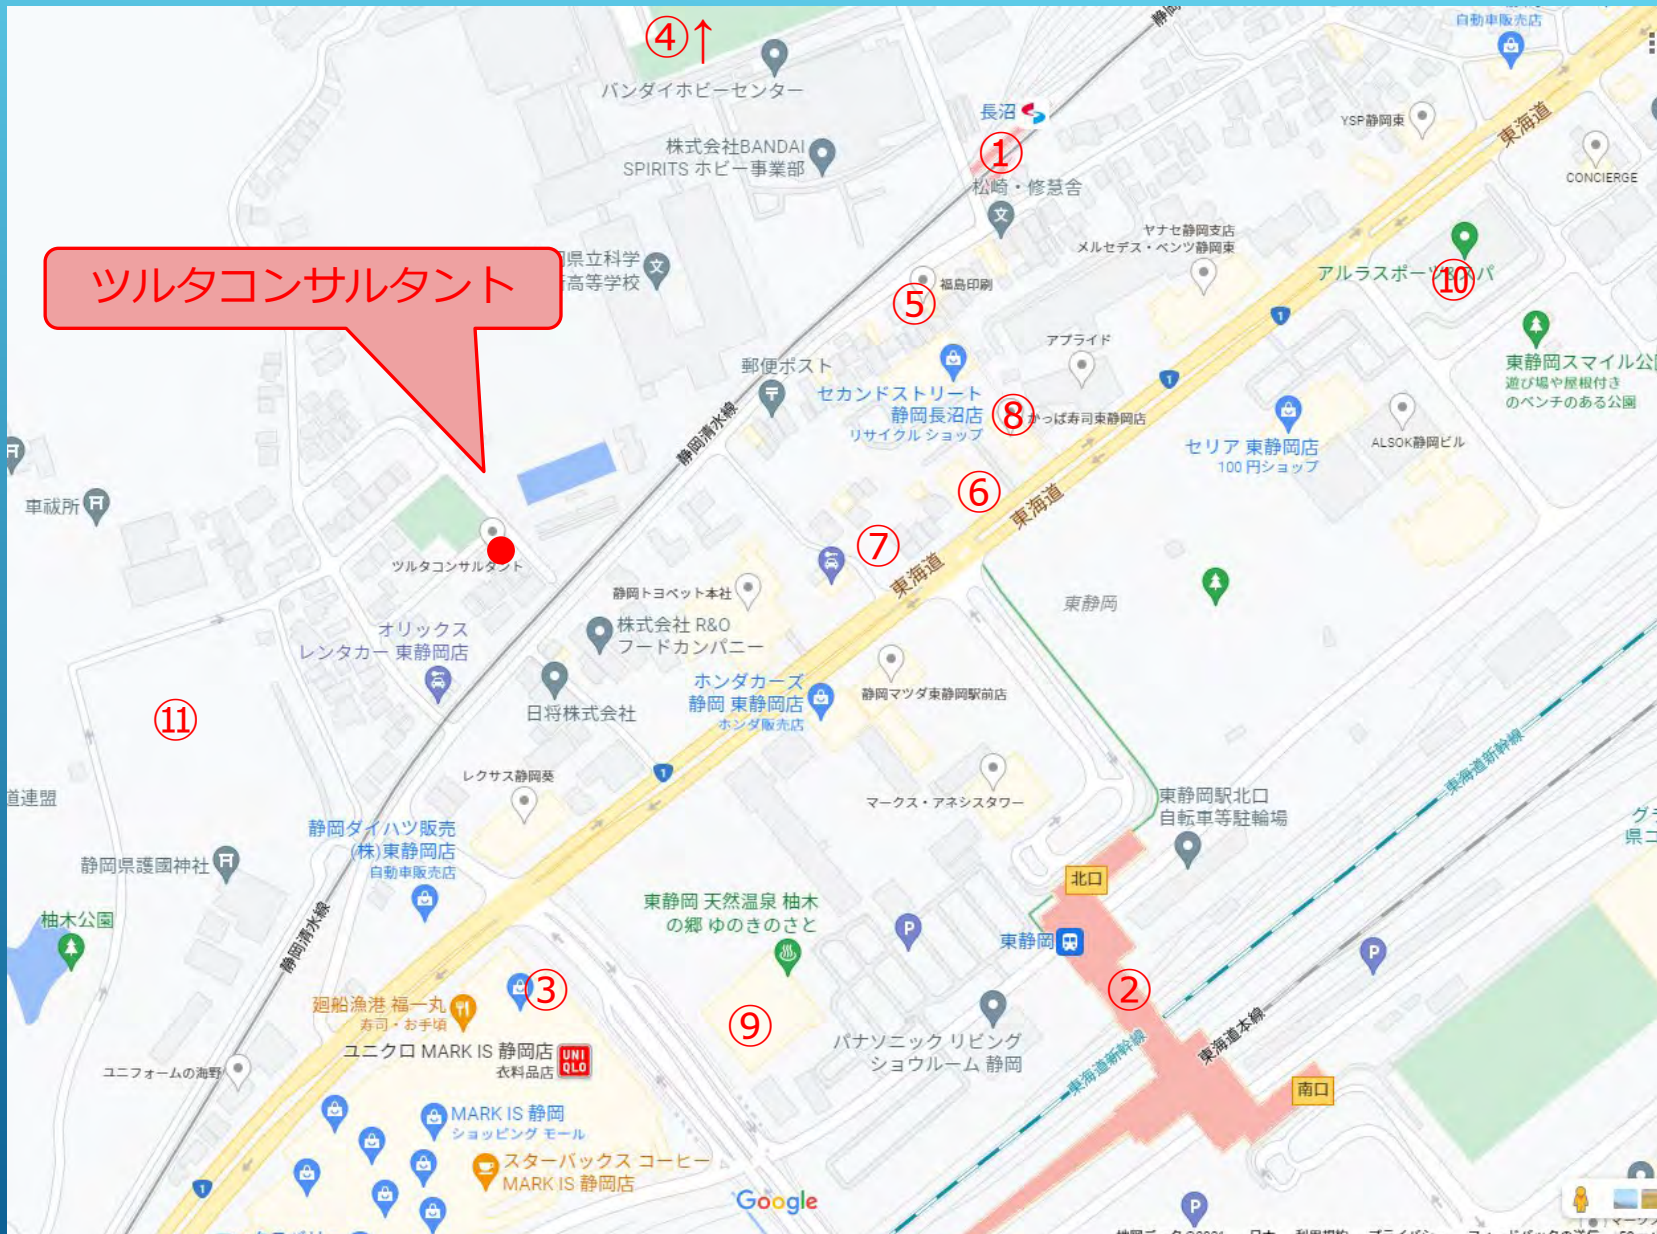 ④↑
バンダイホビーセンター
自動車販売店
長沼
①
東海道
YSP静岡東
株式会社BANDAI
SPIRITS ホビー事業部
松崎・修慧舎
CONCIERGE
ヤナセ静岡支店
メルセデス・ベンツ静岡東
ツルタコンサルタント
県立科学
高等学校
福島印刷
⑤
アルラスポーツ&スパ
⑩
1
アプライド
郵便ポスト
東静岡スマイル公
遊び場や屋根付き
のベンチのある公園
セカンドストリート
静岡長沼店
リサイクル ショップ
⑧
かっぱ寿司東静岡店
1
セリア 東静岡店
100 円ショップ
ALSOK静岡ビル
静岡清水線
車祓所
⑥
東海道
⑦
東海道
ツルタコンサルタント
静岡トヨペット本社
東静岡
オリックス
レンタカー 東静岡店
株式会社 R&O
フードカンパニー
ホンダカーズ
静岡 東静岡店
ホンダ販売店
静岡マツダ東静岡駅前店
日将株式会社
⑪
レクサス静岡葵
1
マークス・アネシスタワー
東海道新幹線
東静岡駅北口
自転車等駐輪場
道連盟
静岡ダイハツ販売
(株)東静岡店
自動車販売店
静岡県護國神社
県コ
北口
柚木公園
静岡清水線
東静岡 天然温泉 柚木
の郷 ゆのきのさと
P
東静岡
P
③
②
廻船漁港 福一丸
寿司・お手頃
⑨
パナソニック リビング
ショウルーム 静岡
東海道新幹線
東海道本線
ユニクロ MARK IS 静岡店
衣料品店
UNI
QLO
ユニフォームの海野
南口
MARK IS 静岡
ショッピング モール
スターバックス コーヒー
MARK IS 静岡店
1
Google
P